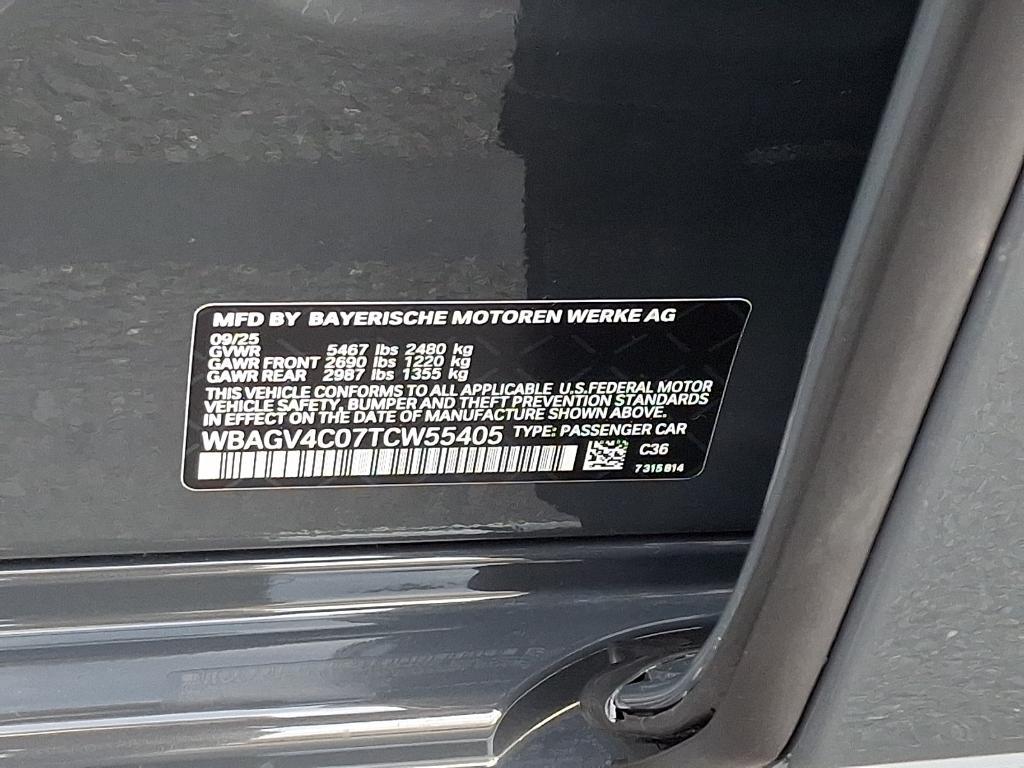 MFD BY BAYERISCHE MOTOREN WERKE AG
09/25
GVWR 5467 lbs 2480 kg
GAWR FRONT 2690 lbs 1220 kg
GAWR REAR 2987 lbs 1355 kg
THIS VEHICLE CONFORMS TO ALL APPLICABLE U.S.FEDERAL MOTOR
VEHICLE SAFETY, BUMPER AND THEFT PREVENTION STANDARDS
IN EFFECT ON THE DATE OF MANUFACTURE SHOWN ABOVE.
WBAGV4C07TCW55405 TYPE: PASSENGER CAR
C36
7 315 814